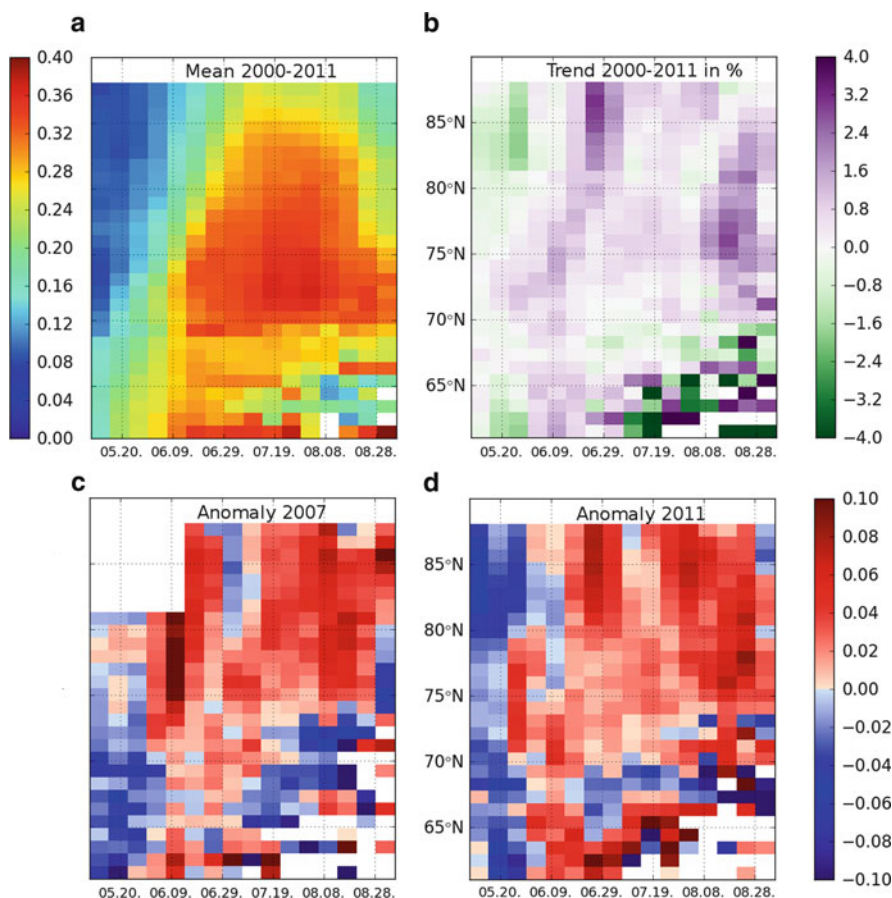 a
b
Mean 2000-2011
Trend 2000-2011 in %
0.40
0.36
0.32
0.28
0.24
0.20
0.16
0.12
0.08
0.04
0.00
85°N
80°N
75°N
70°N
65°N
4.0
3.2
2.4
1.6
0.8
0.0
−0.8
−1.6
−2.4
−3.2
−4.0
05.20. 06.09. 06.29. 07.19. 08.08. 08.28.
05.20. 06.09. 06.29. 07.19. 08.08. 08.28.
c
d
Anomaly 2007
Anomaly 2011
85°N
80°N
75°N
70°N
65°N
0.10
0.08
0.06
0.04
0.02
0.00
−0.02
−0.04
−0.06
−0.08
−0.10
05.20. 06.09. 06.29. 07.19. 08.08. 08.28.
05.20. 06.09. 06.29. 07.19. 08.08. 08.28.